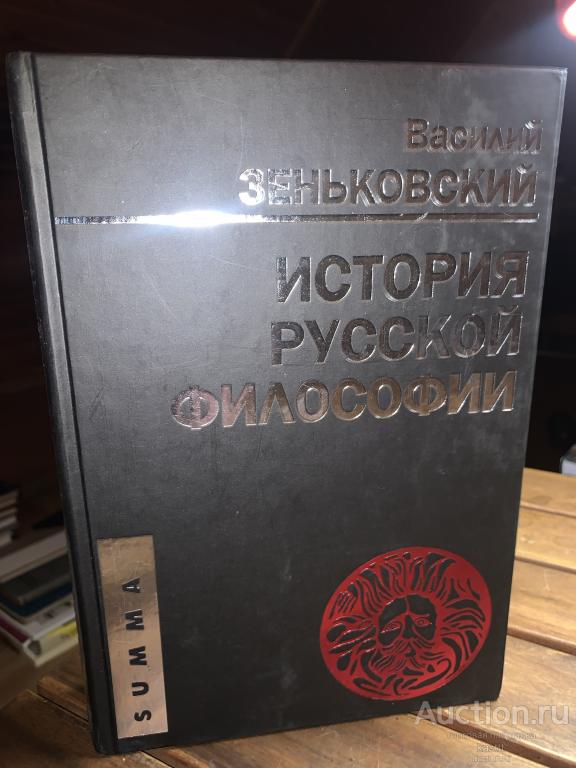 Василий
ЗЕНЬКОВСКИЙ
ИСТОРИЯ
РУССКОЙ
ФИЛОСОФИИ
SUMMA
Auction.ru